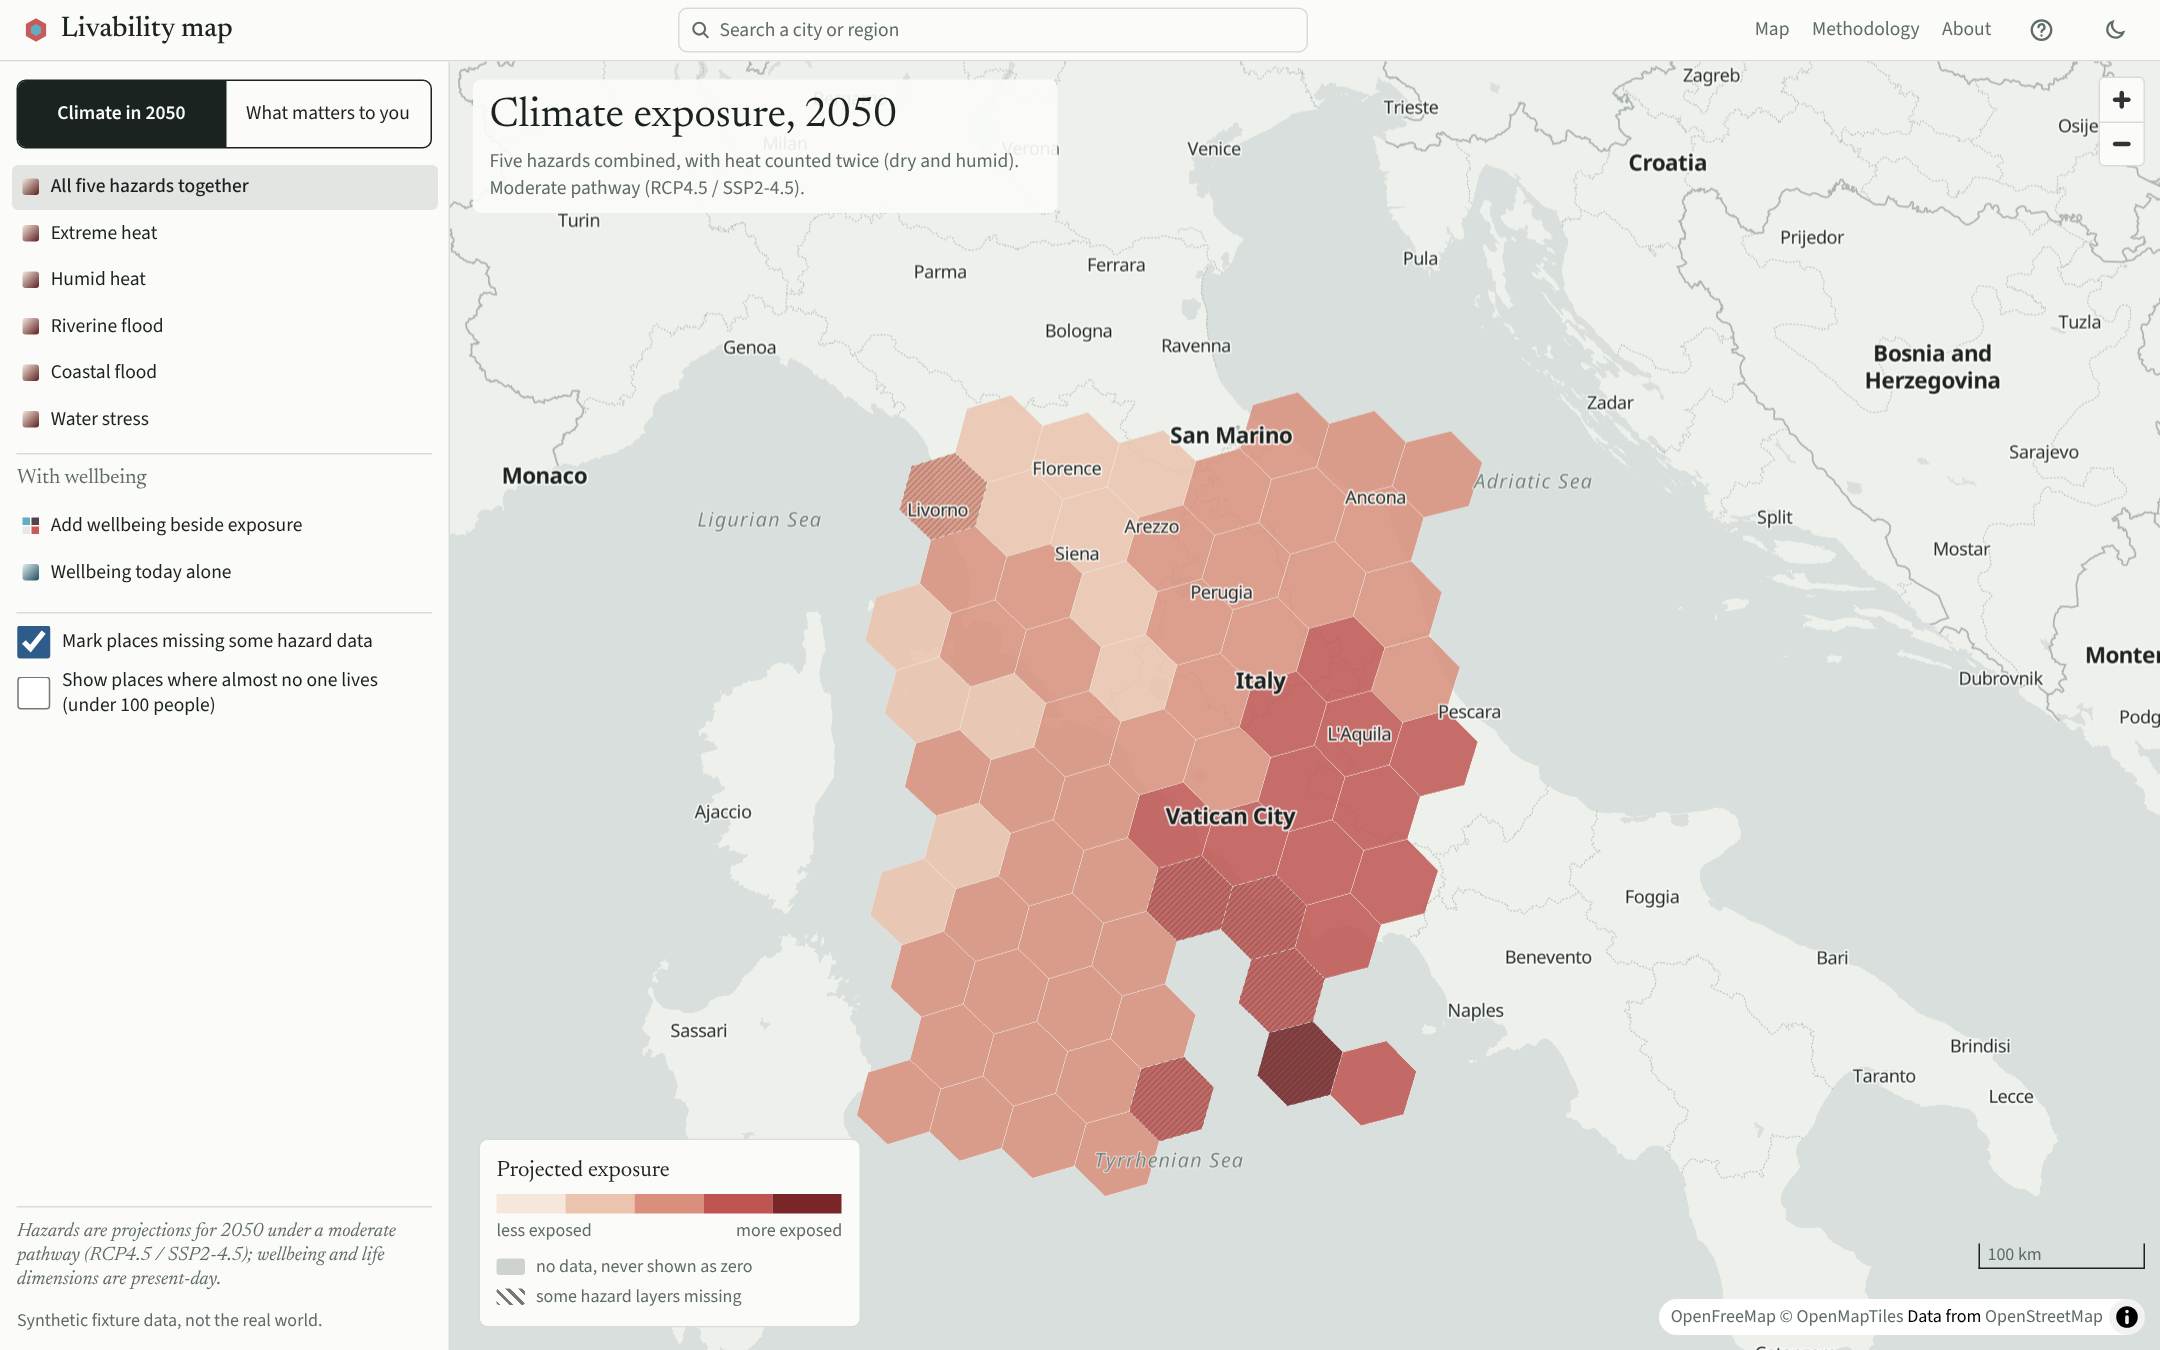 Livability map
Search a city or region
Map
Methodology
About
Climate in 2050
What matters to you
All five hazards together
Extreme heat
Humid heat
Riverine flood
Coastal flood
Water stress
With wellbeing
Add wellbeing beside exposure
Wellbeing today alone
Mark places missing some hazard data
Show places where almost no one lives
(under 100 people)
Hazards are projections for 2050 under a moderate
pathway (RCP4.5 / SSP2-4.5); wellbeing and life
dimensions are present-day.
Synthetic fixture data, not the real world.
Climate exposure, 2050
Five hazards combined, with heat counted twice (dry and humid).
Moderate pathway (RCP4.5 / SSP2-4.5).
Milan
Verona
Zagreb
Trieste
Osije
Venice
Croatia
Turin
Prijedor
Pula
Parma
Ferrara
Tuzla
Bologna
Ravenna
Genoa
Bosnia and
Herzegovina
Zadar
San Marino
Sarajevo
Florence
Monaco
Adriatic Sea
Ancona
Livorno
Ligurian Sea
Split
Arezzo
Siena
Mostar
Perugia
Monter
Italy
Dubrovnik
Pescara
Podg
L'Aquila
Ajaccio
Vatican City
Foggia
Benevento
Bari
Naples
Sassari
Brindisi
Taranto
Lecce
Tyrrhenian Sea
Projected exposure
less exposed
more exposed
no data, never shown as zero
some hazard layers missing
100 km
OpenFreeMap © OpenMapTiles Data from OpenStreetMap